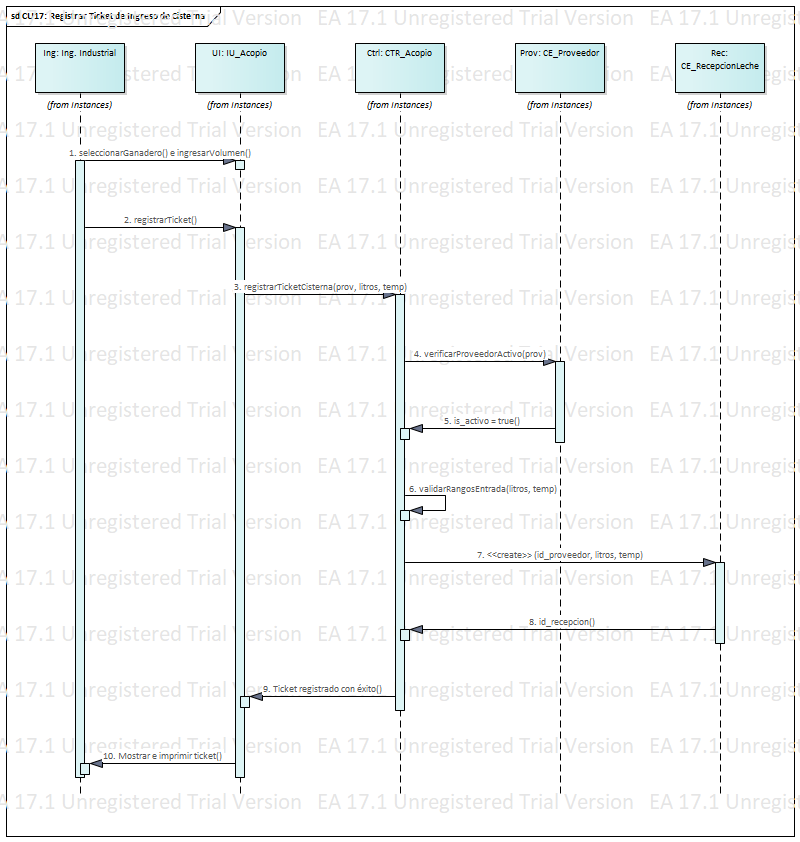 sd CU17: Registrar Ticket de Ingreso de Cisterna
Ing: Ing. Industrial
UI: IU_Acopio
Ctrl: CTR_Acopio
Prov: CE_Proveedor
Rec:
CE_RecepcionLeche
(from Instances)
(from Instances)
(from Instances)
(from Instances)
(from Instances)
1. seleccionarGanadero() e ingresarVolumen()
2. registrarTicket()
3. registrarTicketCisterna(prov, litros, temp)
4. verificarProveedorActivo(prov)
5. is_activo = true()
6. validarRangosEntrada(litros, temp)
7. <<create>> (id_proveedor, litros, temp)
8. id_recepcion()
9. Ticket registrado con éxito()
10. Mostrar e imprimir ticket()
EA 17.1 Unregistered Trial Version